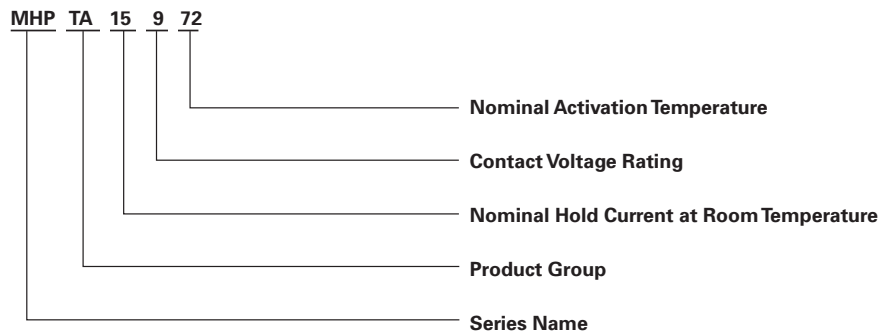 MHP TA 15 9 72
Nominal Activation Temperature
Contact Voltage Rating
Nominal Hold Current at Room Temperature
Product Group
Series Name